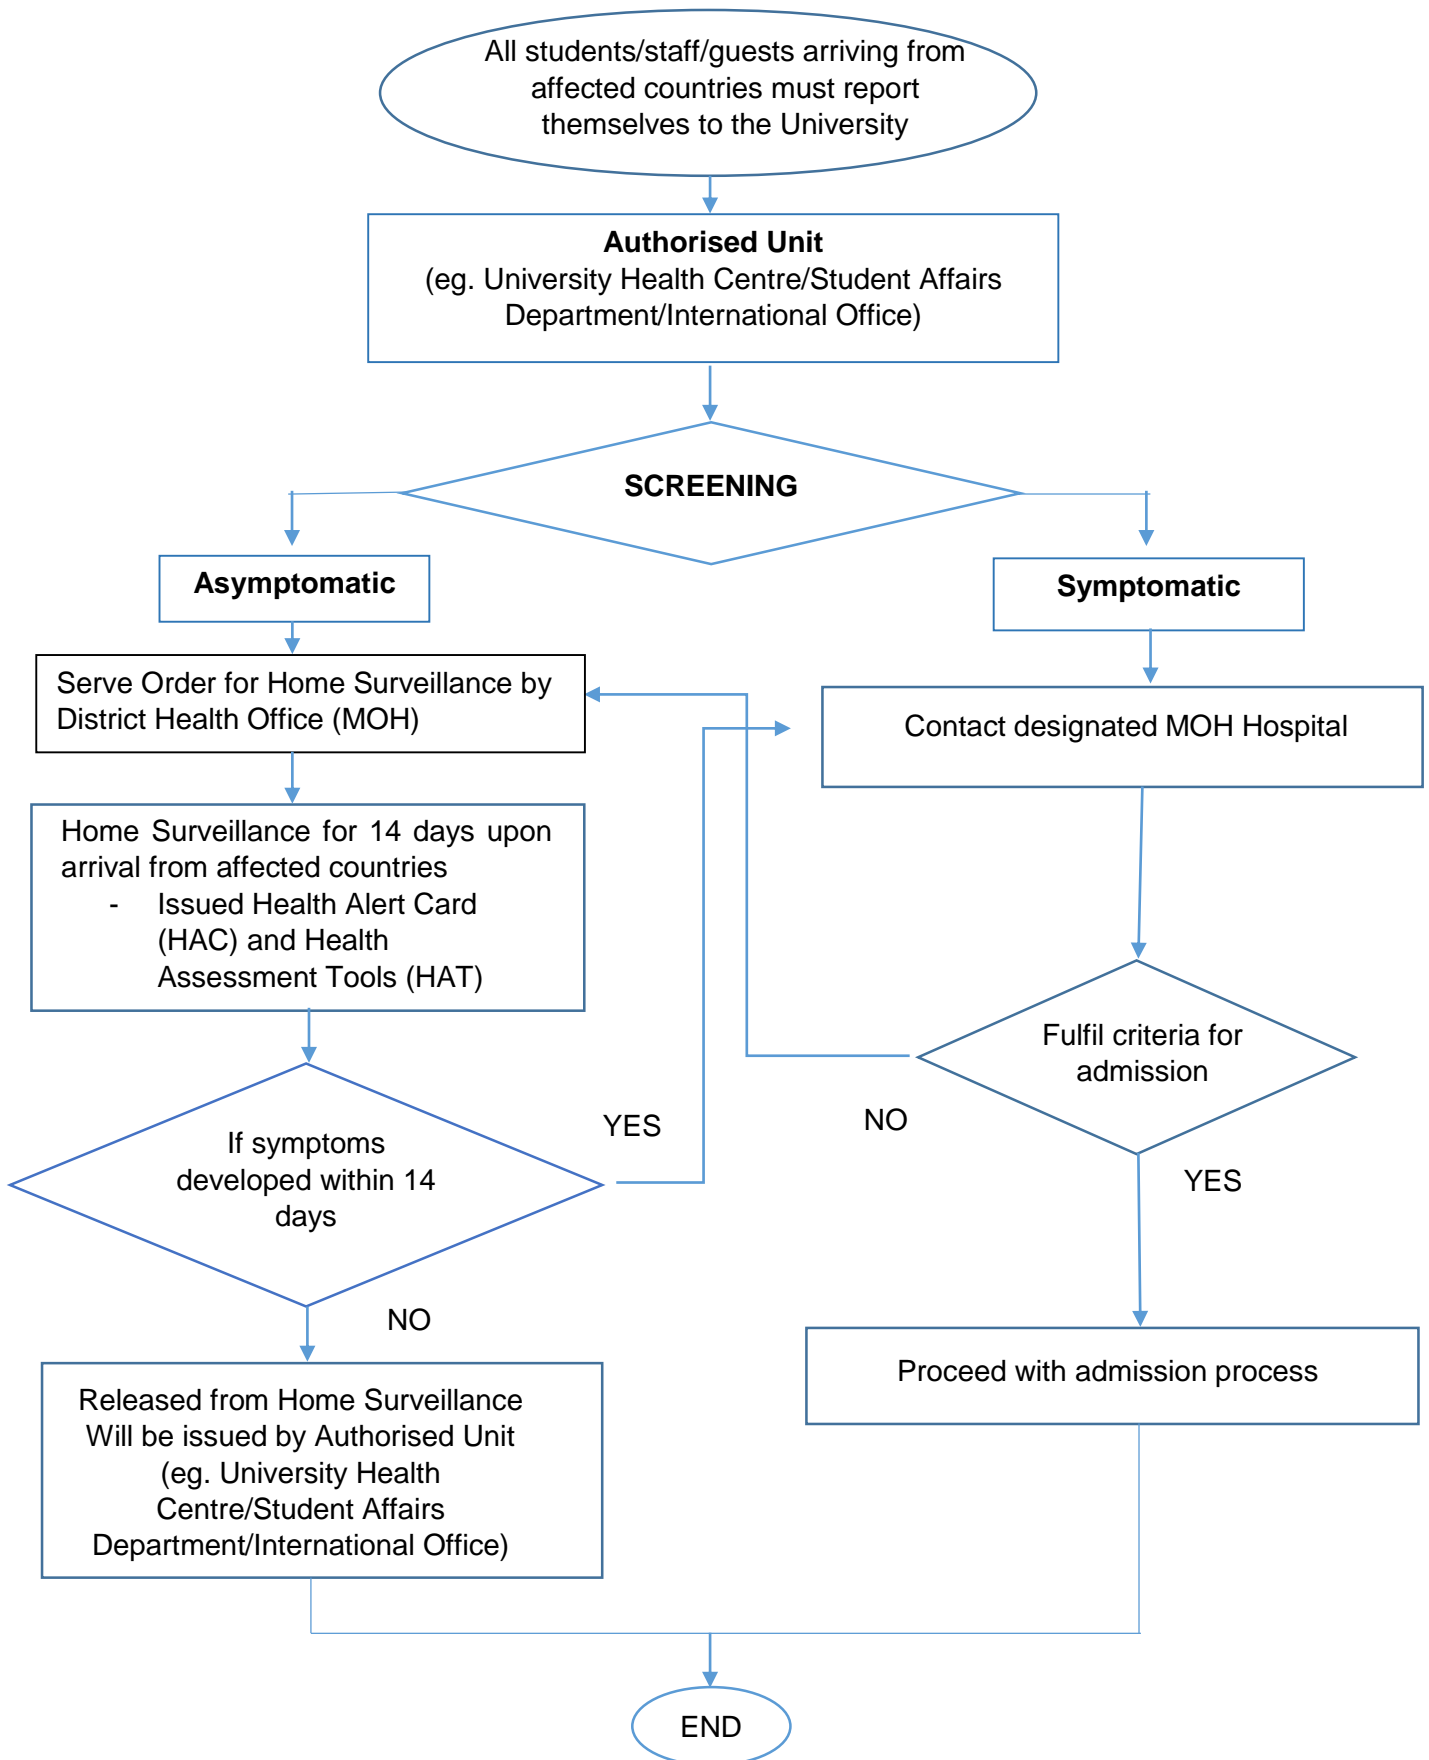 All students/staff/guests arriving from
affected countries must report
themselves to the University
Authorised Unit
(eg. University Health Centre/Student Affairs
Department/International Office)
SCREENING
Asymptomatic
Symptomatic
Serve Order for Home Surveillance by
District Health Office (MOH)
Contact designated MOH Hospital
Home Surveillance for 14 days upon
arrival from affected countries
- Issued Health Alert Card
(HAC) and Health
Assessment Tools (HAT)
Fulfil criteria for
admission
YES
NO
If symptoms
developed within 14
days
YES
NO
Proceed with admission process
Released from Home Surveillance
Will be issued by Authorised Unit
(eg. University Health
Centre/Student Affairs
Department/International Office)
END